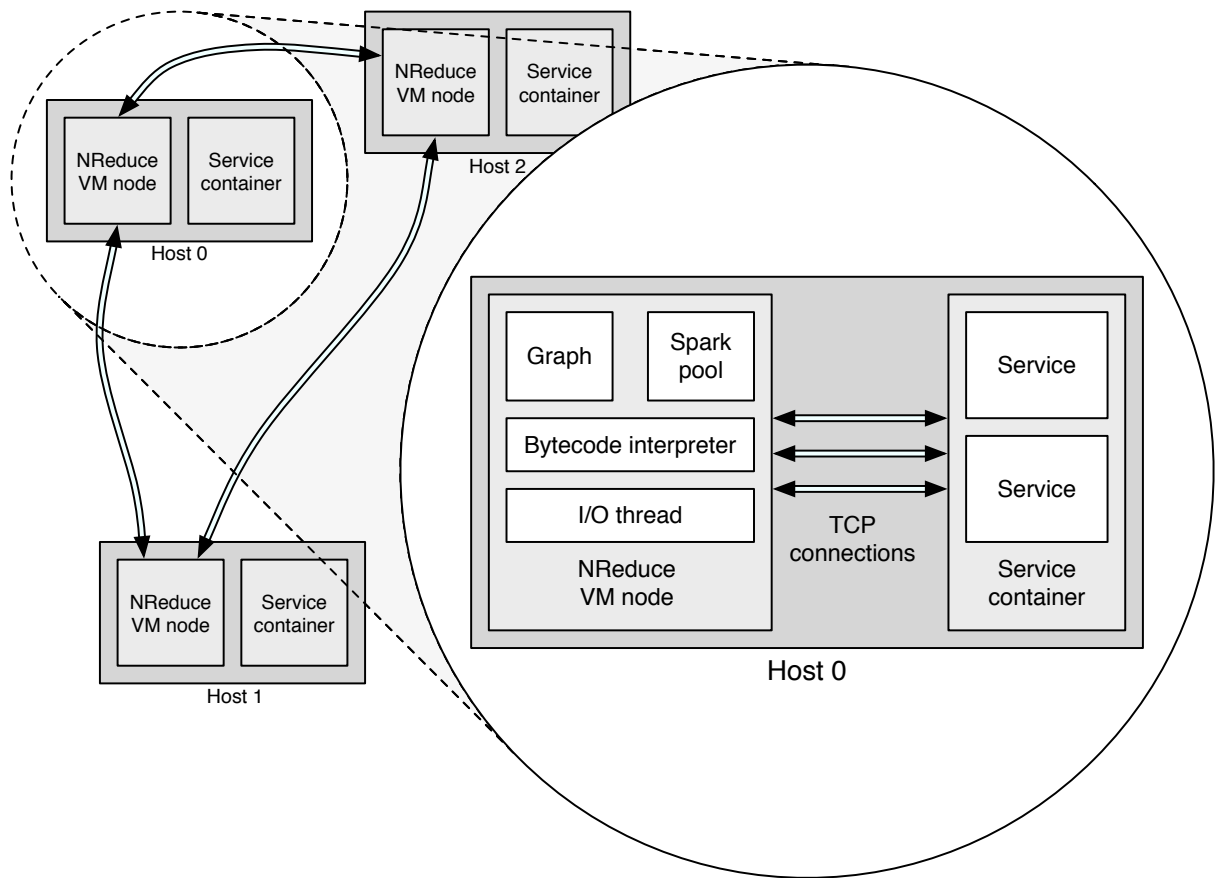 NReduce
VM node
Service
container
Host 2
NReduce
VM node
Service
container
Host 0
Graph
Spark
pool
Bytecode interpreter
I/O thread
NReduce
VM node
TCP
connections
Service
Service
Service
container
Host 0
NReduce
VM node
Service
container
Host 1